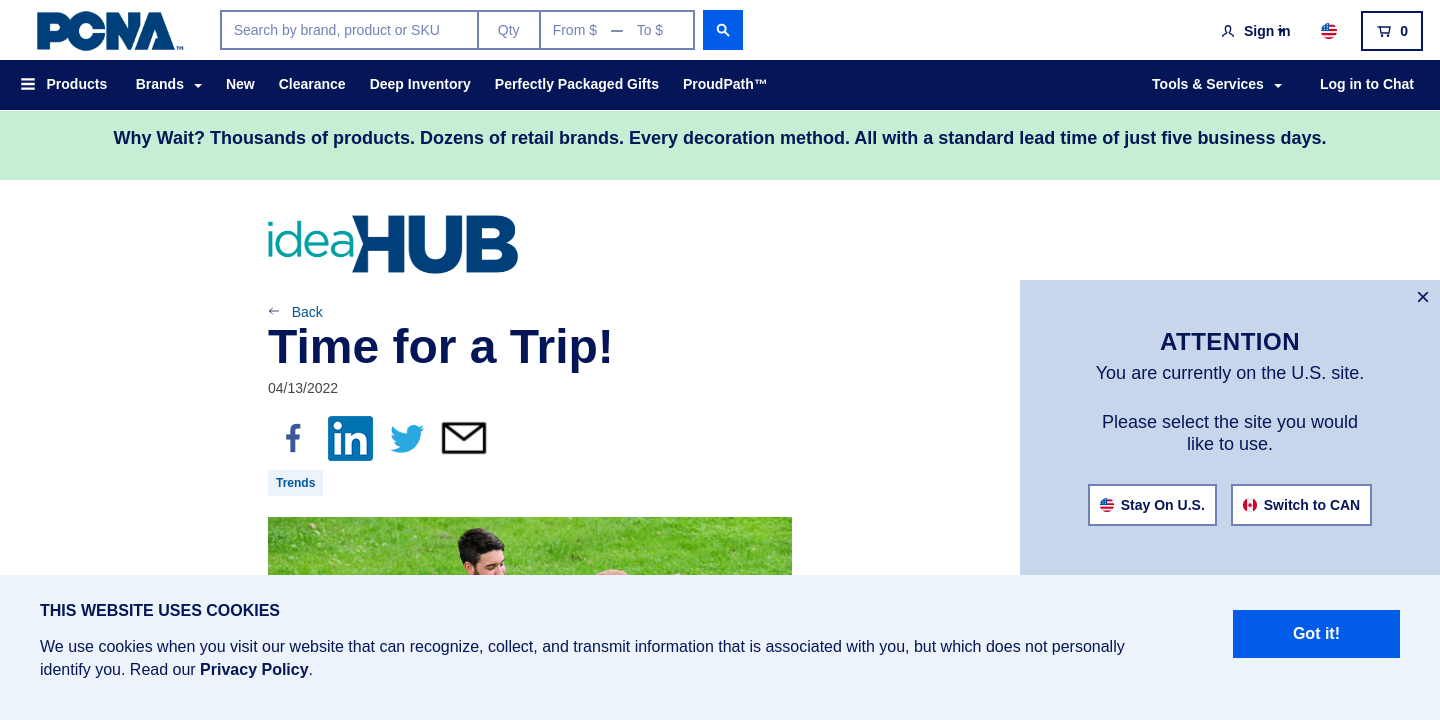 PCNA™
Search by brand, product or SKU
Qty
From $ — To $
Sign in
0
Products
Brands
New
Clearance
Deep Inventory
Perfectly Packaged Gifts
ProudPath™
Tools & Services
Log in to Chat
Why Wait? Thousands of products. Dozens of retail brands. Every decoration method. All with a standard lead time of just five business days.
ideaHUB
Back
Time for a Trip!
04/13/2022
f
in
Trends
×
ATTENTION
You are currently on the U.S. site.
Please select the site you would
like to use.
Stay On U.S.
Switch to CAN
THIS WEBSITE USES COOKIES
We use cookies when you visit our website that can recognize, collect, and transmit information that is associated with you, but which does not personally
identify you. Read our Privacy Policy.
Got it!